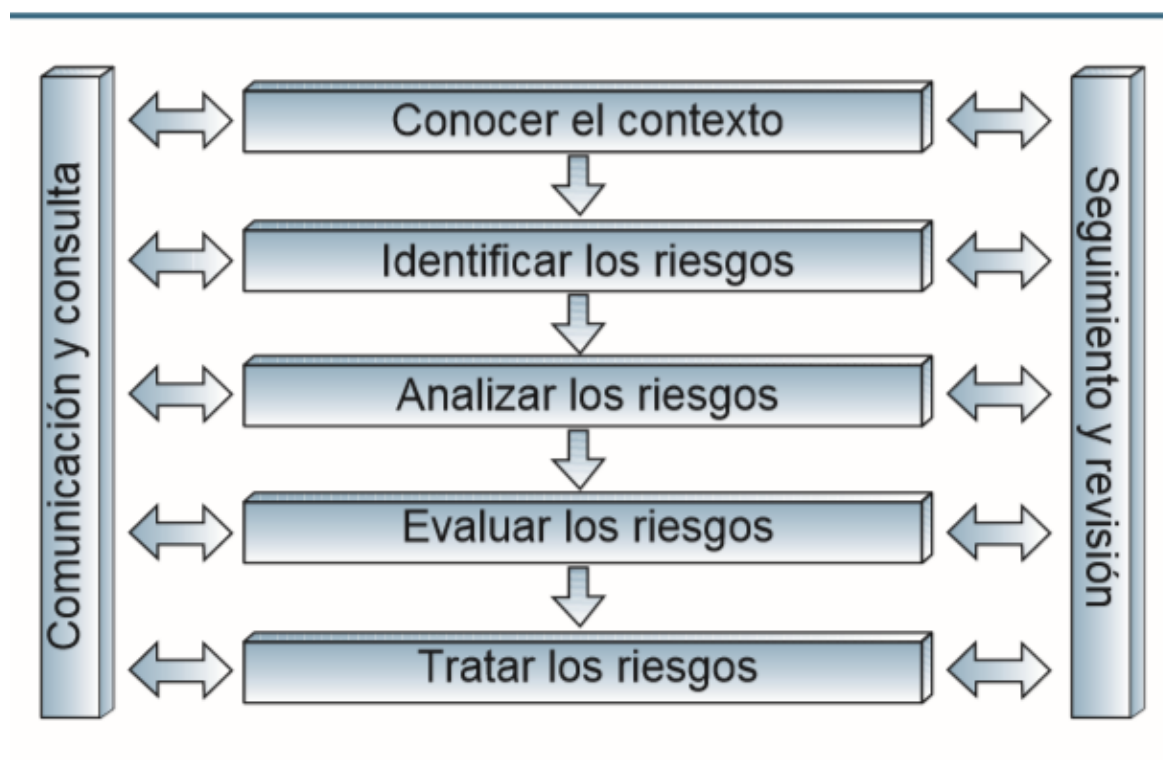 Comunicación y consulta
Conocer el contexto
Identificar los riesgos
Analizar los riesgos
Evaluar los riesgos
Tratar los riesgos
Seguimiento y revisión